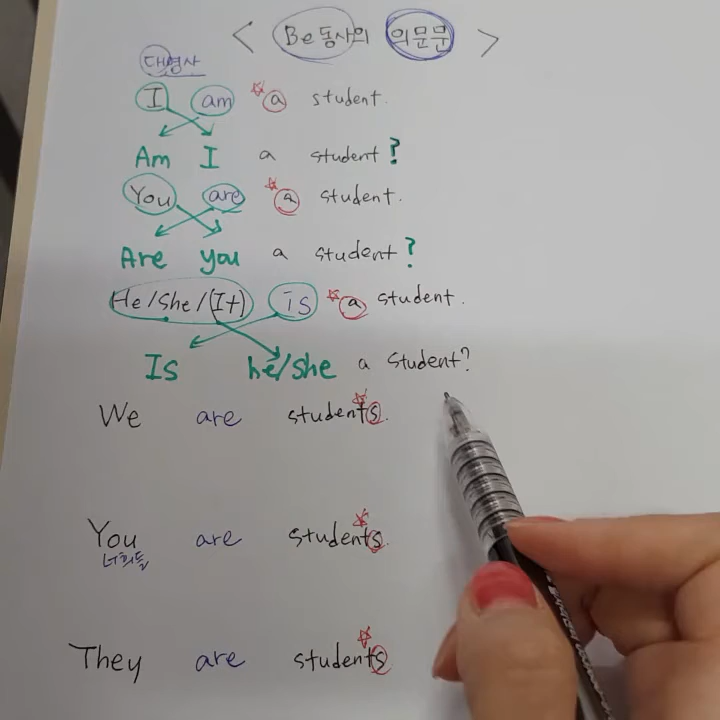 < Be동사의 의문문 >
대명사
I am ☆a student.
Am I a student?
You are ☆a student.
Are you a student?
He/She/(It) is ☆a student.
Is he/she a student?
We are students.
You are students.
너희들
They are students